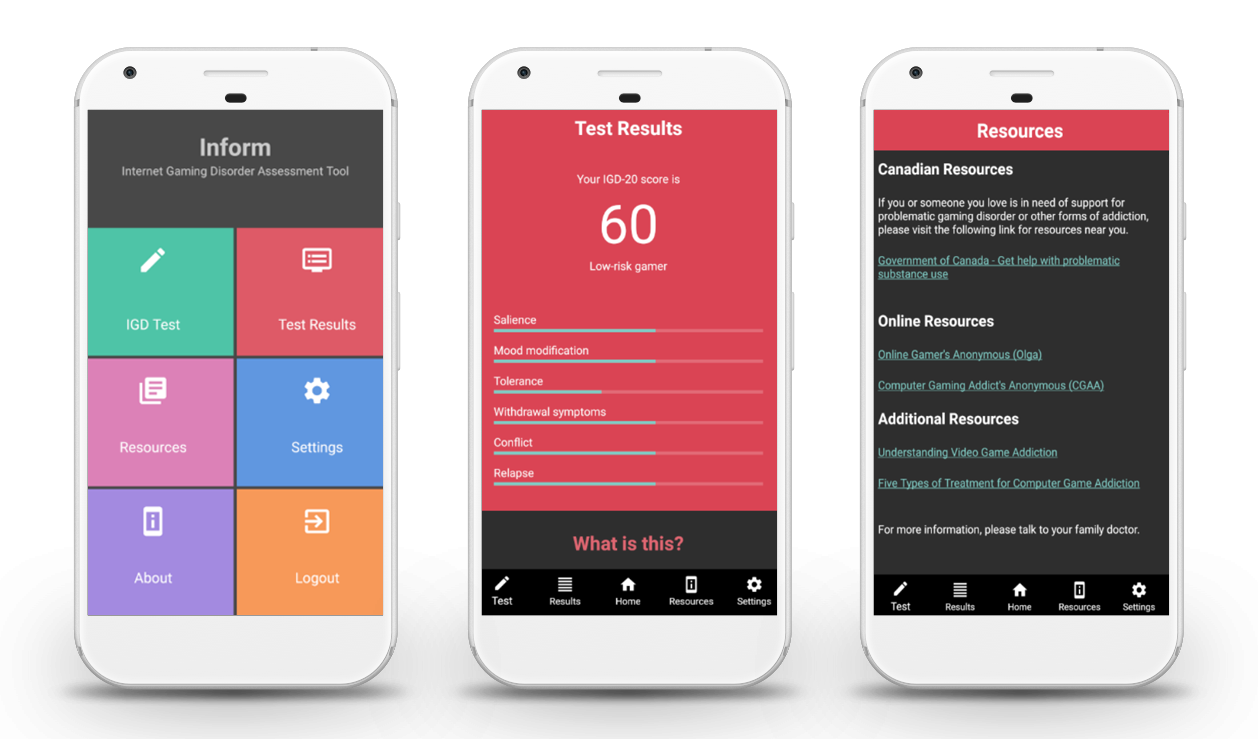 Inform
Internet Gaming Disorder Assessment Tool
IGD Test
Test Results
Resources
Settings
About
Logout
Test Results
Your IGD-20 score is
60
Low-risk gamer
Salience
Mood modification
Tolerance
Withdrawal symptoms
Conflict
Relapse
What is this?
Test
Results
Home
Resources
Settings
Resources
Canadian Resources
If you or someone you love is in need of support for
problematic gaming disorder or other forms of addiction,
please visit the following link for resources near you.
Government of Canada - Get help with problematic
substance use
Online Resources
Online Gamer's Anonymous (Olga)
Computer Gaming Addict's Anonymous (CGAA)
Additional Resources
Understanding Video Game Addiction
Five Types of Treatment for Computer Game Addiction
For more information, please talk to your family doctor.
Test
Results
Home
Resources
Settings